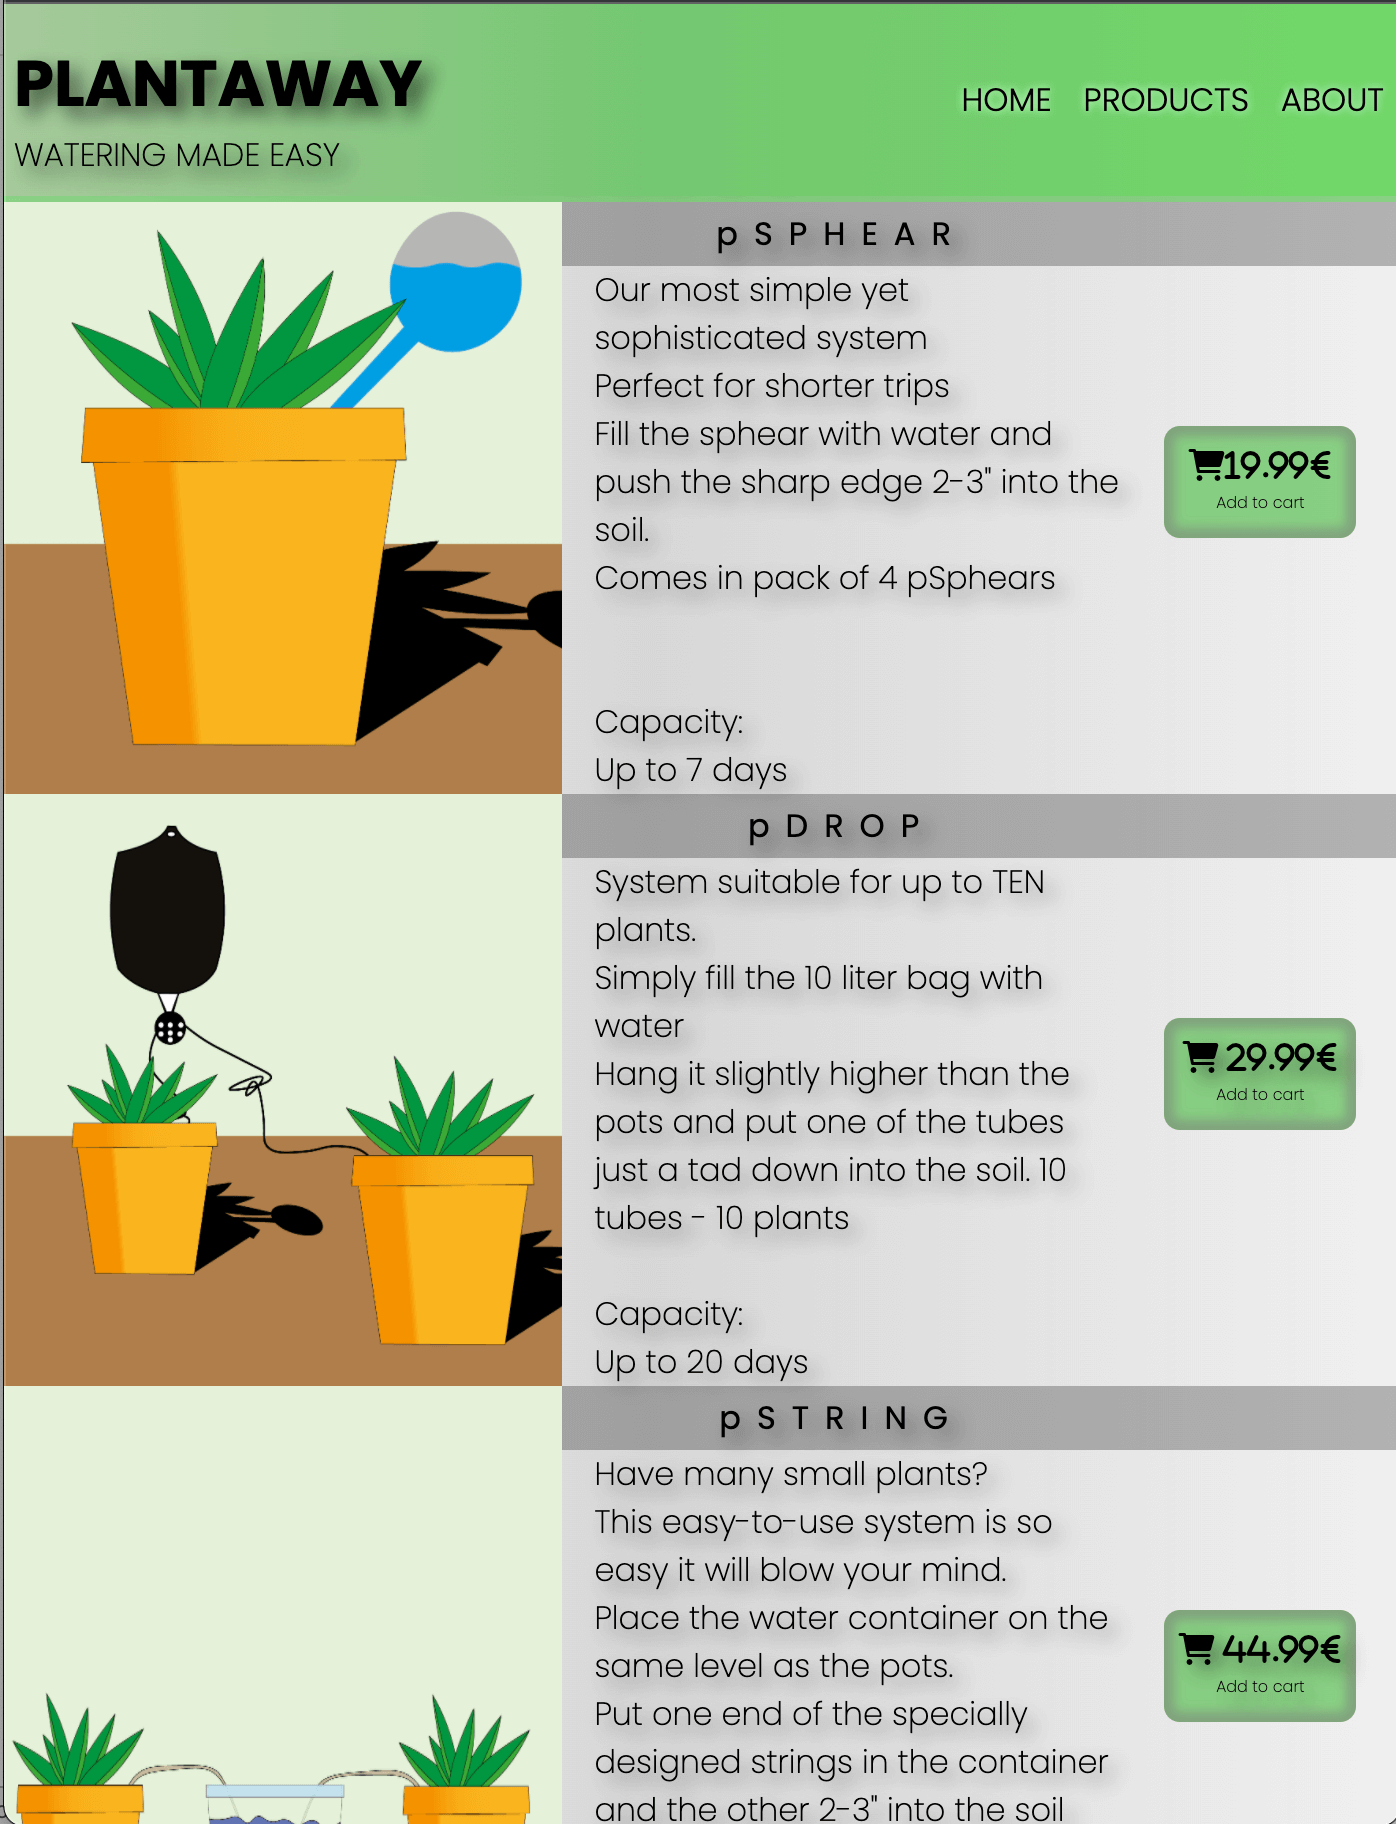 PLANTAWAY
WATERING MADE EASY
HOME PRODUCTS ABOUT
pSPHEAR
Our most simple yet
sophisticated system
Perfect for shorter trips
Fill the sphear with water and
push the sharp edge 2-3" into the
soil.
Comes in pack of 4 pSphears
Capacity:
Up to 7 days
19.99€
Add to cart
pDROP
System suitable for up to TEN
plants.
Simply fill the 10 liter bag with
water
Hang it slightly higher than the
pots and put one of the tubes
just a tad down into the soil. 10
tubes - 10 plants
Capacity:
Up to 20 days
29.99€
Add to cart
pSTRING
Have many small plants?
This easy-to-use system is so
easy it will blow your mind.
Place the water container on the
same level as the pots.
Put one end of the specially
designed strings in the container
and the other 2-3" into the soil
44.99€
Add to cart